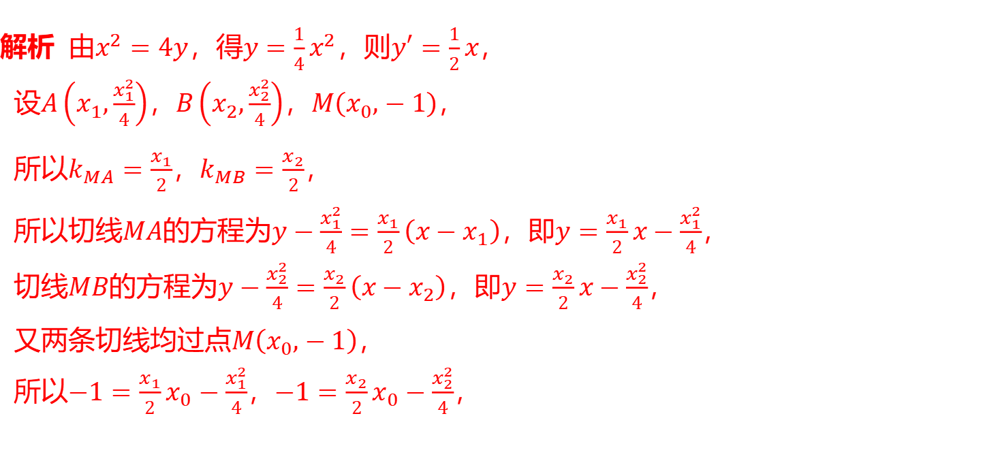 解析 由$x^2=4y$，得$y=\frac{1}{4}x^2$，则$y'=\frac{1}{2}x$，
设$A\left(x_1,\frac{x_1^2}{4}\right)$，$B\left(x_2,\frac{x_2^2}{4}\right)$，$M(x_0,-1)$，
所以$k_{MA}=\frac{x_1}{2}$，$k_{MB}=\frac{x_2}{2}$，
所以切线$MA$的方程为$y-\frac{x_1^2}{4}=\frac{x_1}{2}(x-x_1)$，即$y=\frac{x_1}{2}x-\frac{x_1^2}{4}$，
切线$MB$的方程为$y-\frac{x_2^2}{4}=\frac{x_2}{2}(x-x_2)$，即$y=\frac{x_2}{2}x-\frac{x_2^2}{4}$，
又两条切线均过点$M(x_0,-1)$，
所以$-1=\frac{x_1}{2}x_0-\frac{x_1^2}{4}$，$-1=\frac{x_2}{2}x_0-\frac{x_2^2}{4}$，